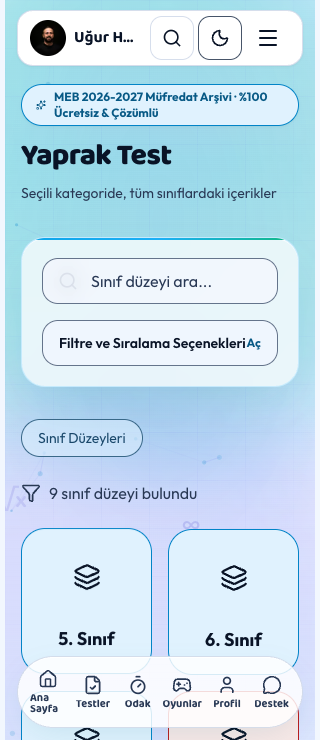 Uğur H...
MEB 2026-2027 Müfredat Arşivi · %100
Ücretsiz & Çözümlü
Yaprak Test
Seçili kategoride, tüm sınıflardaki içerikler
Sınıf düzeyi ara...
Filtre ve Sıralama Seçenekleri Aç
Sınıf Düzeyleri
9 sınıf düzeyi bulundu
5. Sınıf
6. Sınıf
Ana
Sayfa
Testler
Odak
Oyunlar
Profil
Destek